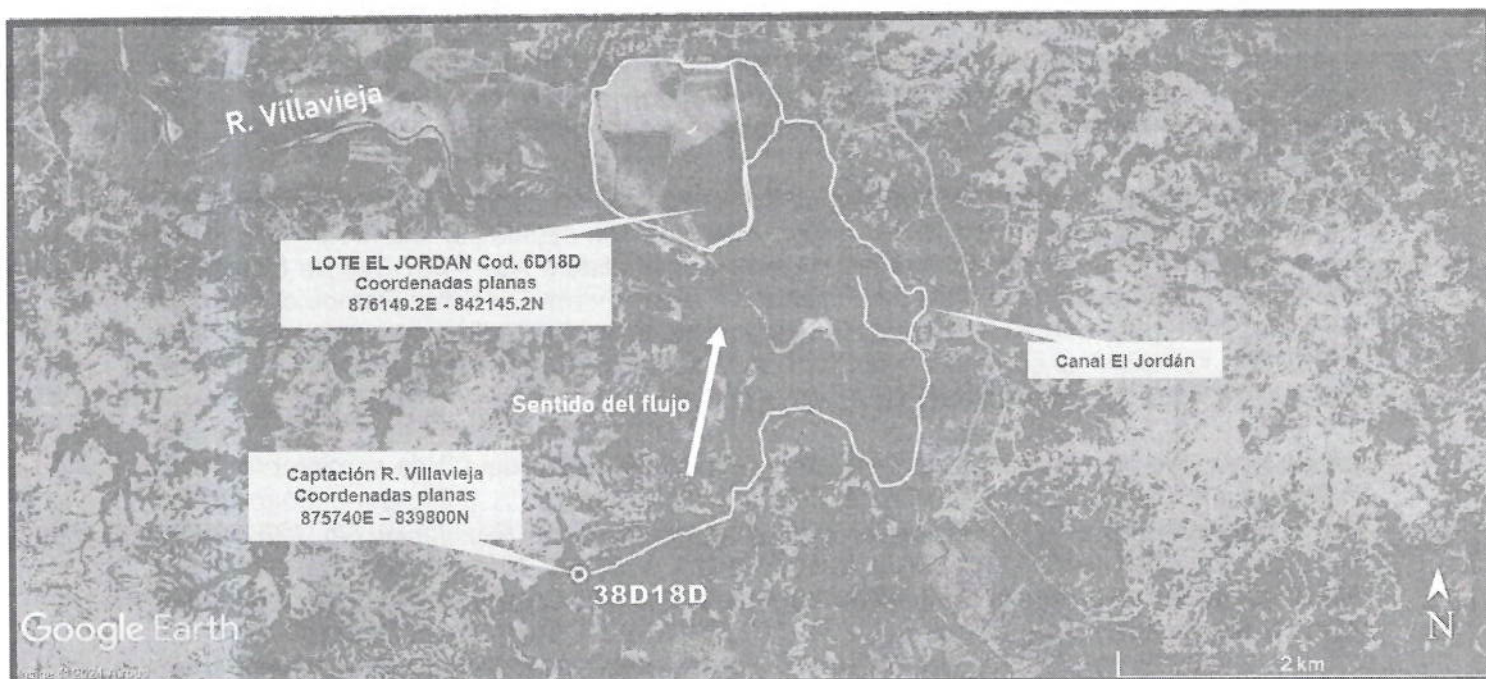 R. Villavieja
LOTE EL JORDAN Cod. 6D18D
Coordenadas planas
876149.2E - 842145.2N
Canal El Jordán
Sentido del flujo
Captación R. Villavieja
Coordenadas planas
875740E – 839800N
38D18D
Google Earth
N
2 km